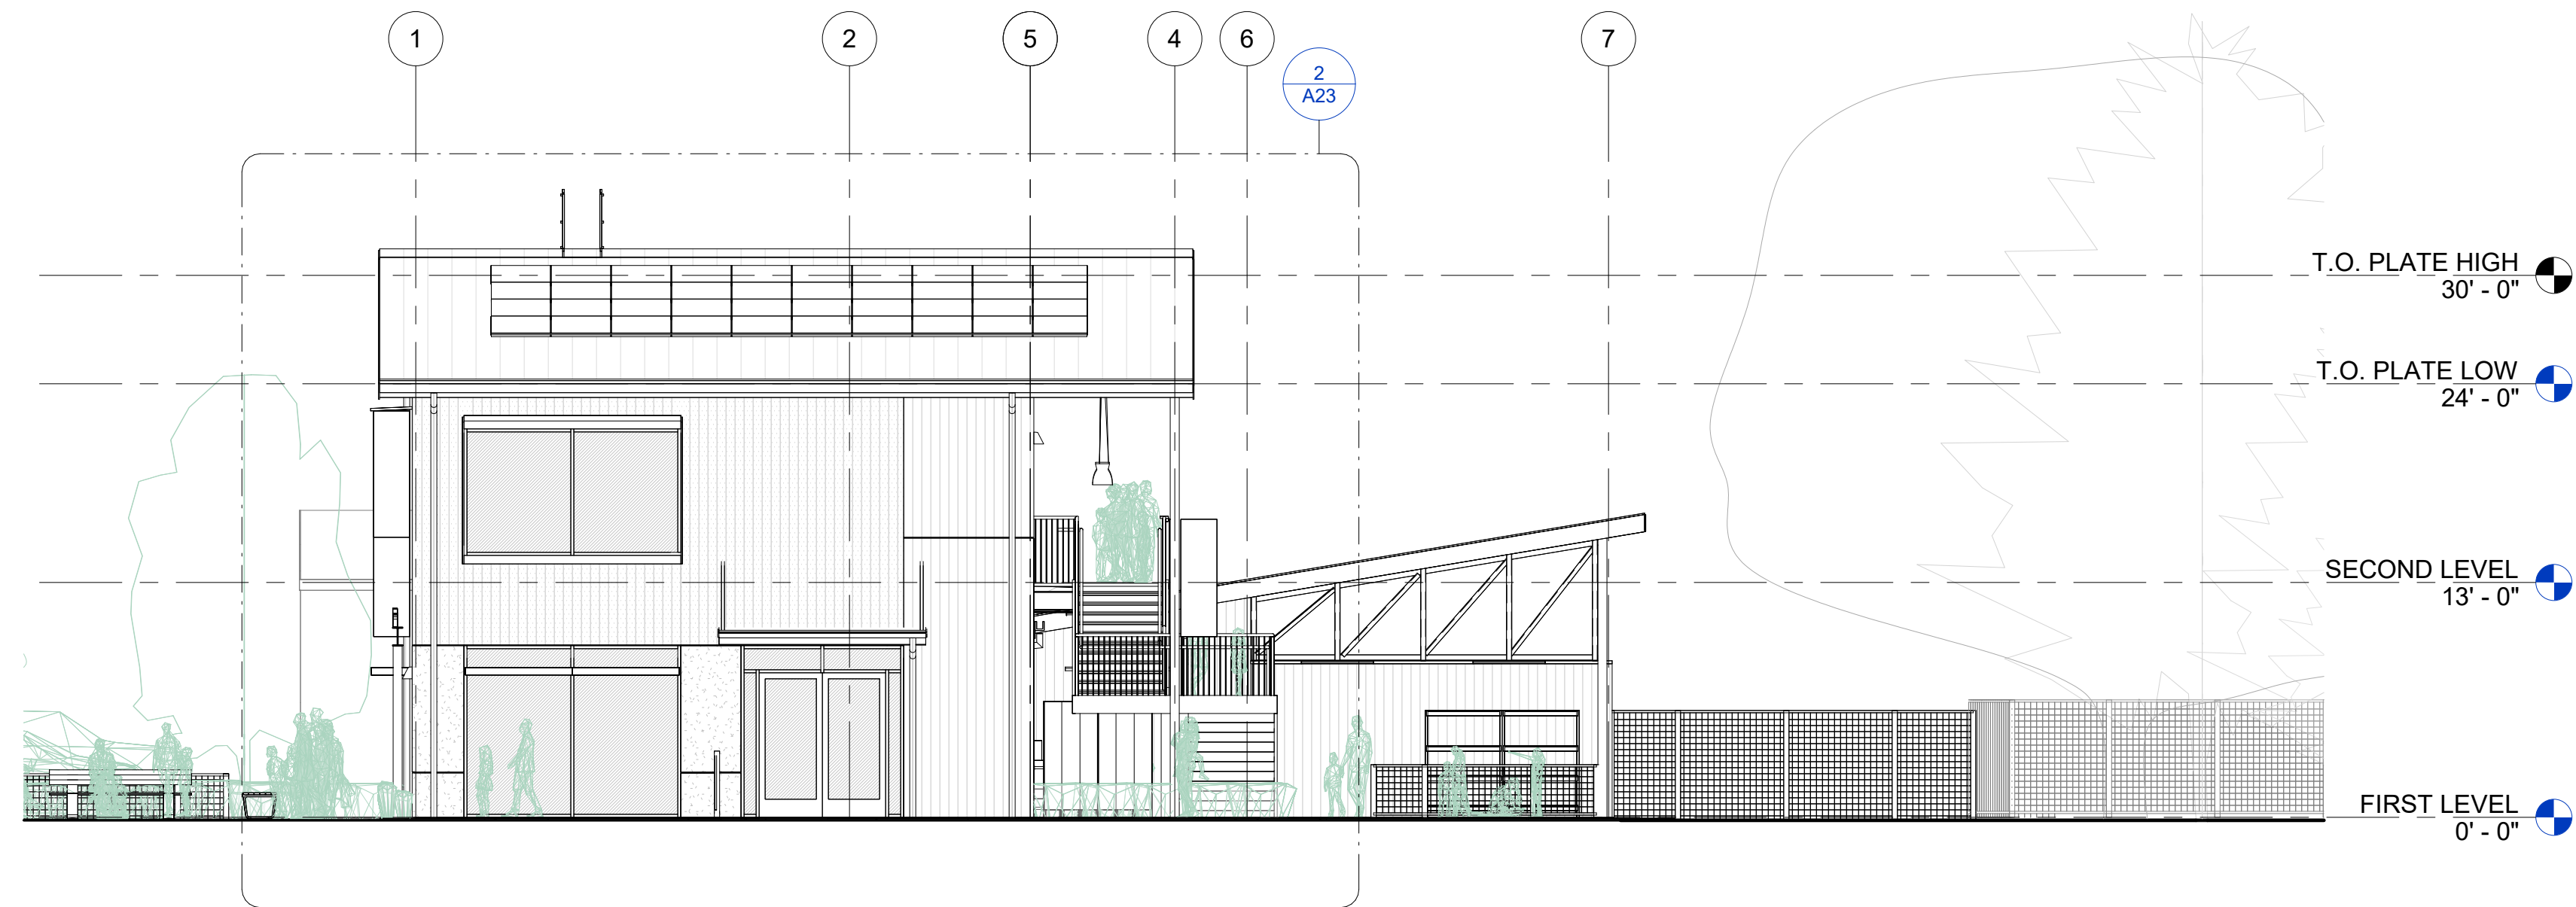 1
2
5
4
6
7
2
A23
T.O. PLATE HIGH
30' - 0"
T.O. PLATE LOW
24' - 0"
SECOND LEVEL
13' - 0"
FIRST LEVEL
0' - 0"